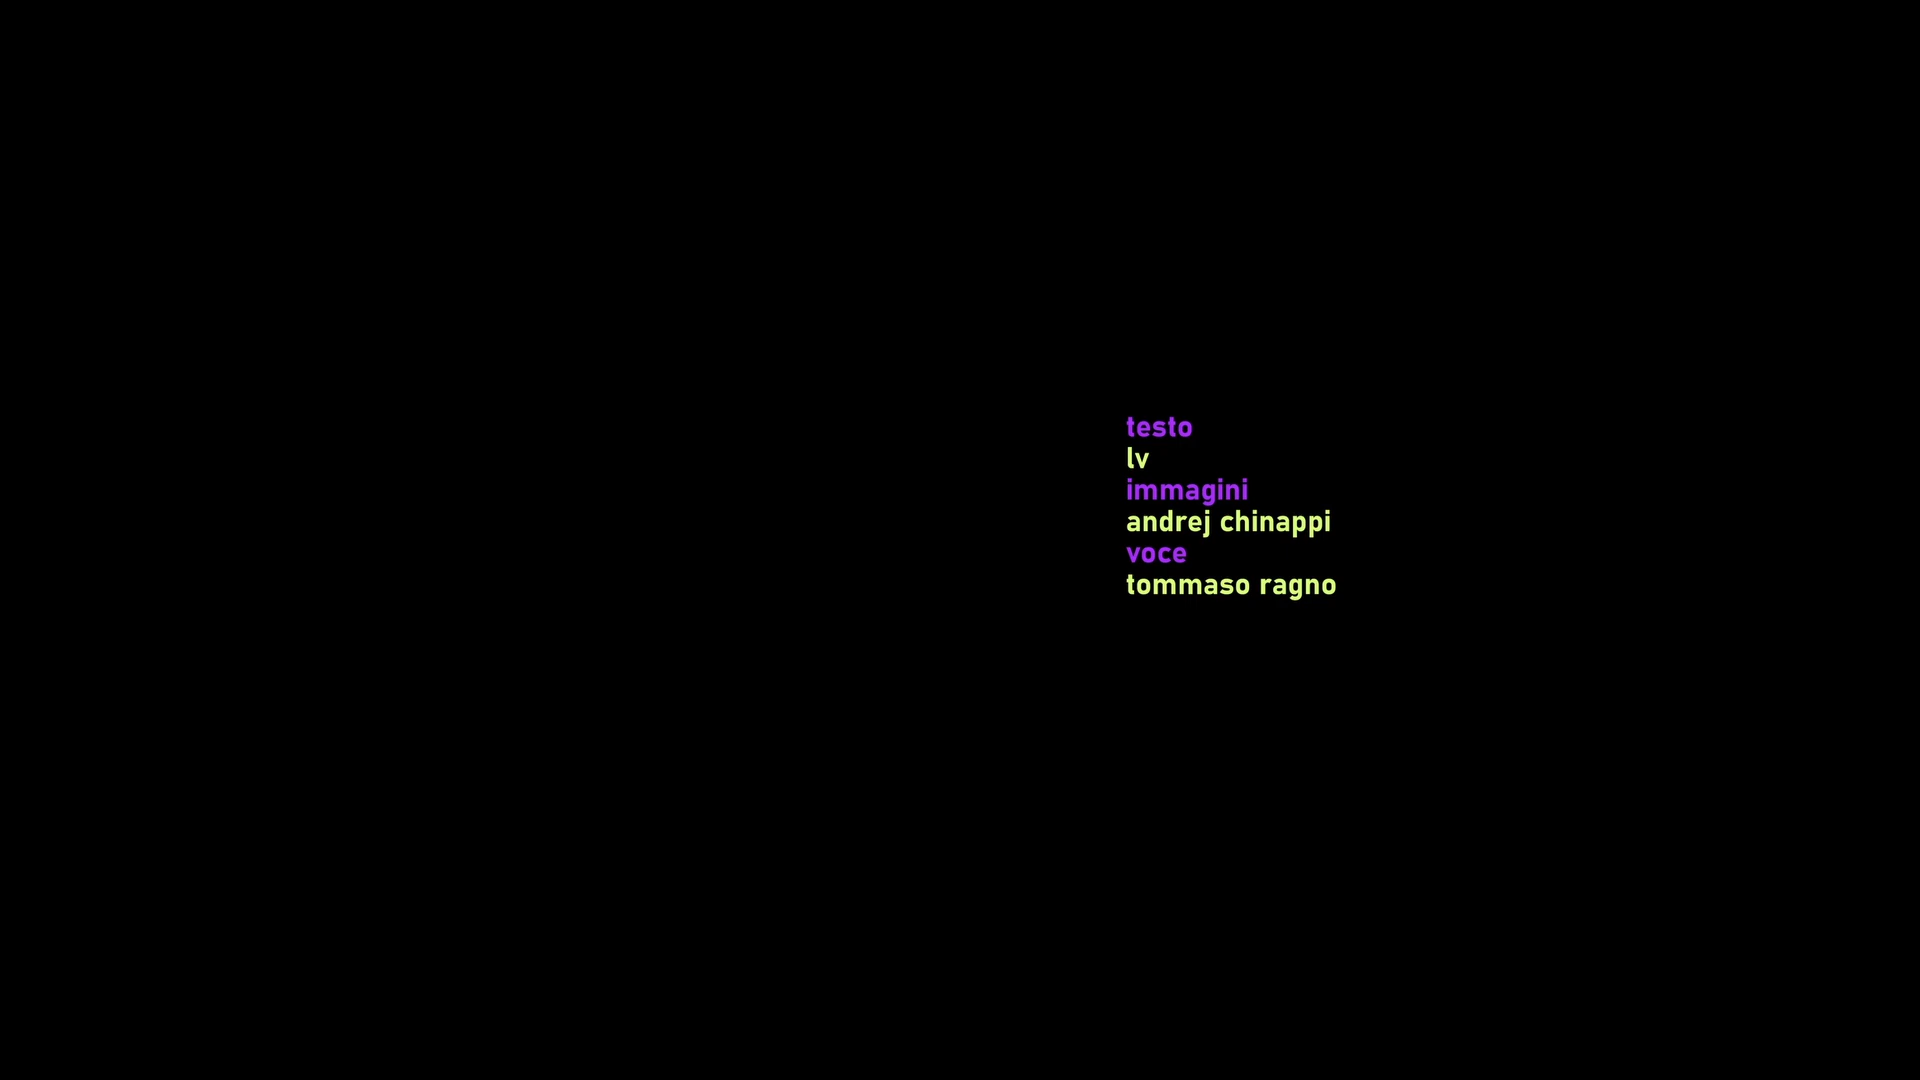 testo
lv
immagini
andrej chinappi
voce
tommaso ragno